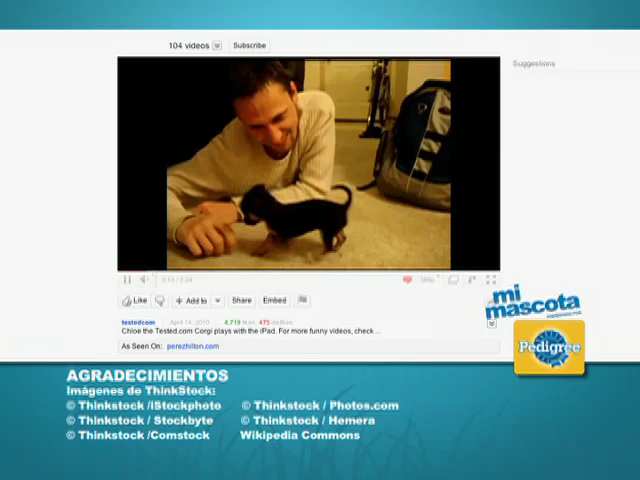 104 videos
Subscribe
Suggestions
Like
Add to
Share
Embed
testedcom April 14, 2010 4,719 likes, 475 dislikes
Chloe the Tested.com Corgi plays with the iPad. For more funny videos, check ...
As Seen On: perezhilton.com
mi
mascota
Pedigree
AGRADECIMIENTOS
Imágenes de ThinkStock:
© Thinkstock /iStockphoto © Thinkstock / Photos.com
© Thinkstock / Stockbyte © Thinkstock / Hemera
© Thinkstock /Comstock Wikipedia Commons